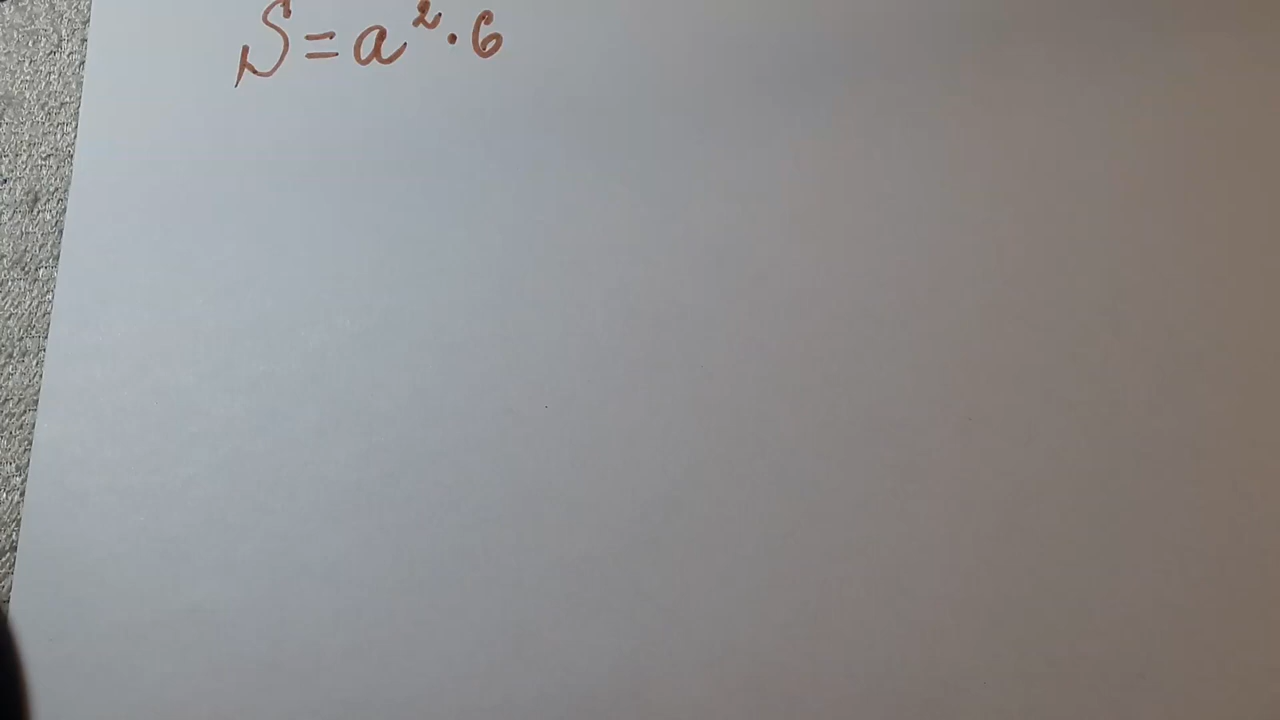 S = a² · 6